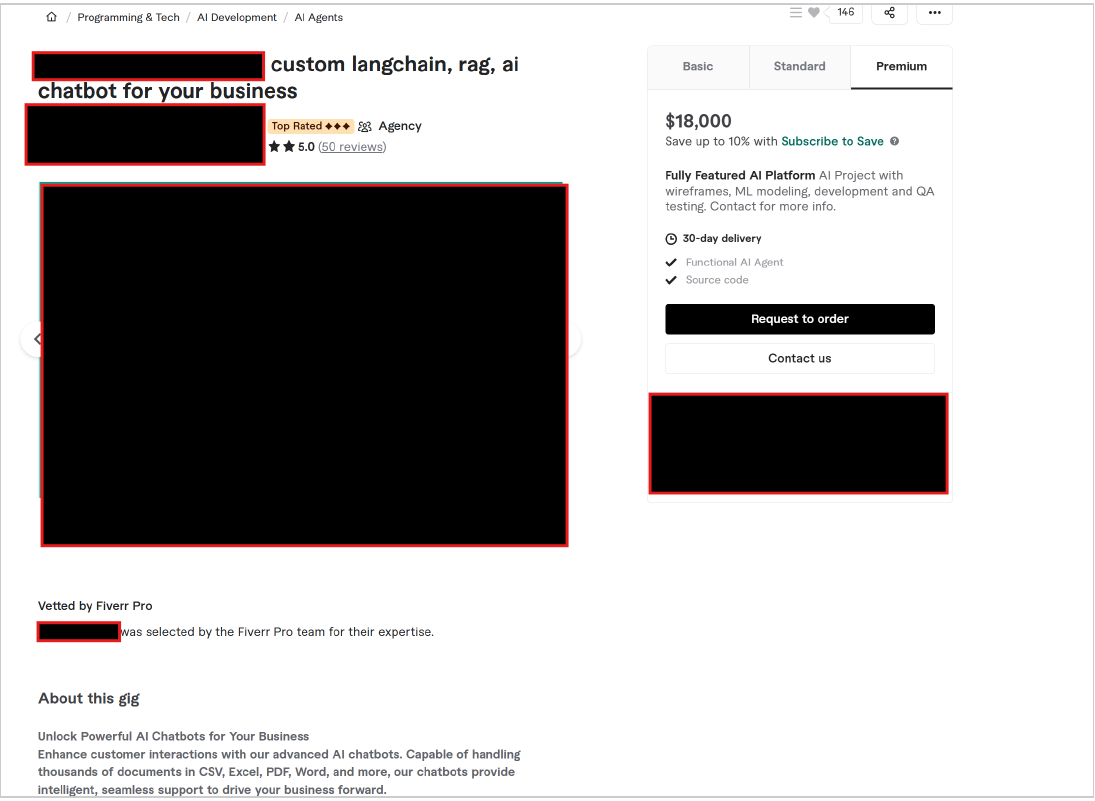 Programming & Tech / AI Development / AI Agents
146
custom langchain, rag, ai
chatbot for your business
Top Rated Agency
5.0 (50 reviews)
Vetted by Fiverr Pro
was selected by the Fiverr Pro team for their expertise.
About this gig
Unlock Powerful AI Chatbots for Your Business
Enhance customer interactions with our advanced AI chatbots. Capable of handling
thousands of documents in CSV, Excel, PDF, Word, and more, our chatbots provide
intelligent, seamless support to drive your business forward.
Basic Standard Premium
$18,000
Save up to 10% with Subscribe to Save
Fully Featured AI Platform AI Project with
wireframes, ML modeling, development and QA
testing. Contact for more info.
30-day delivery
Functional AI Agent
Source code
Request to order
Contact us